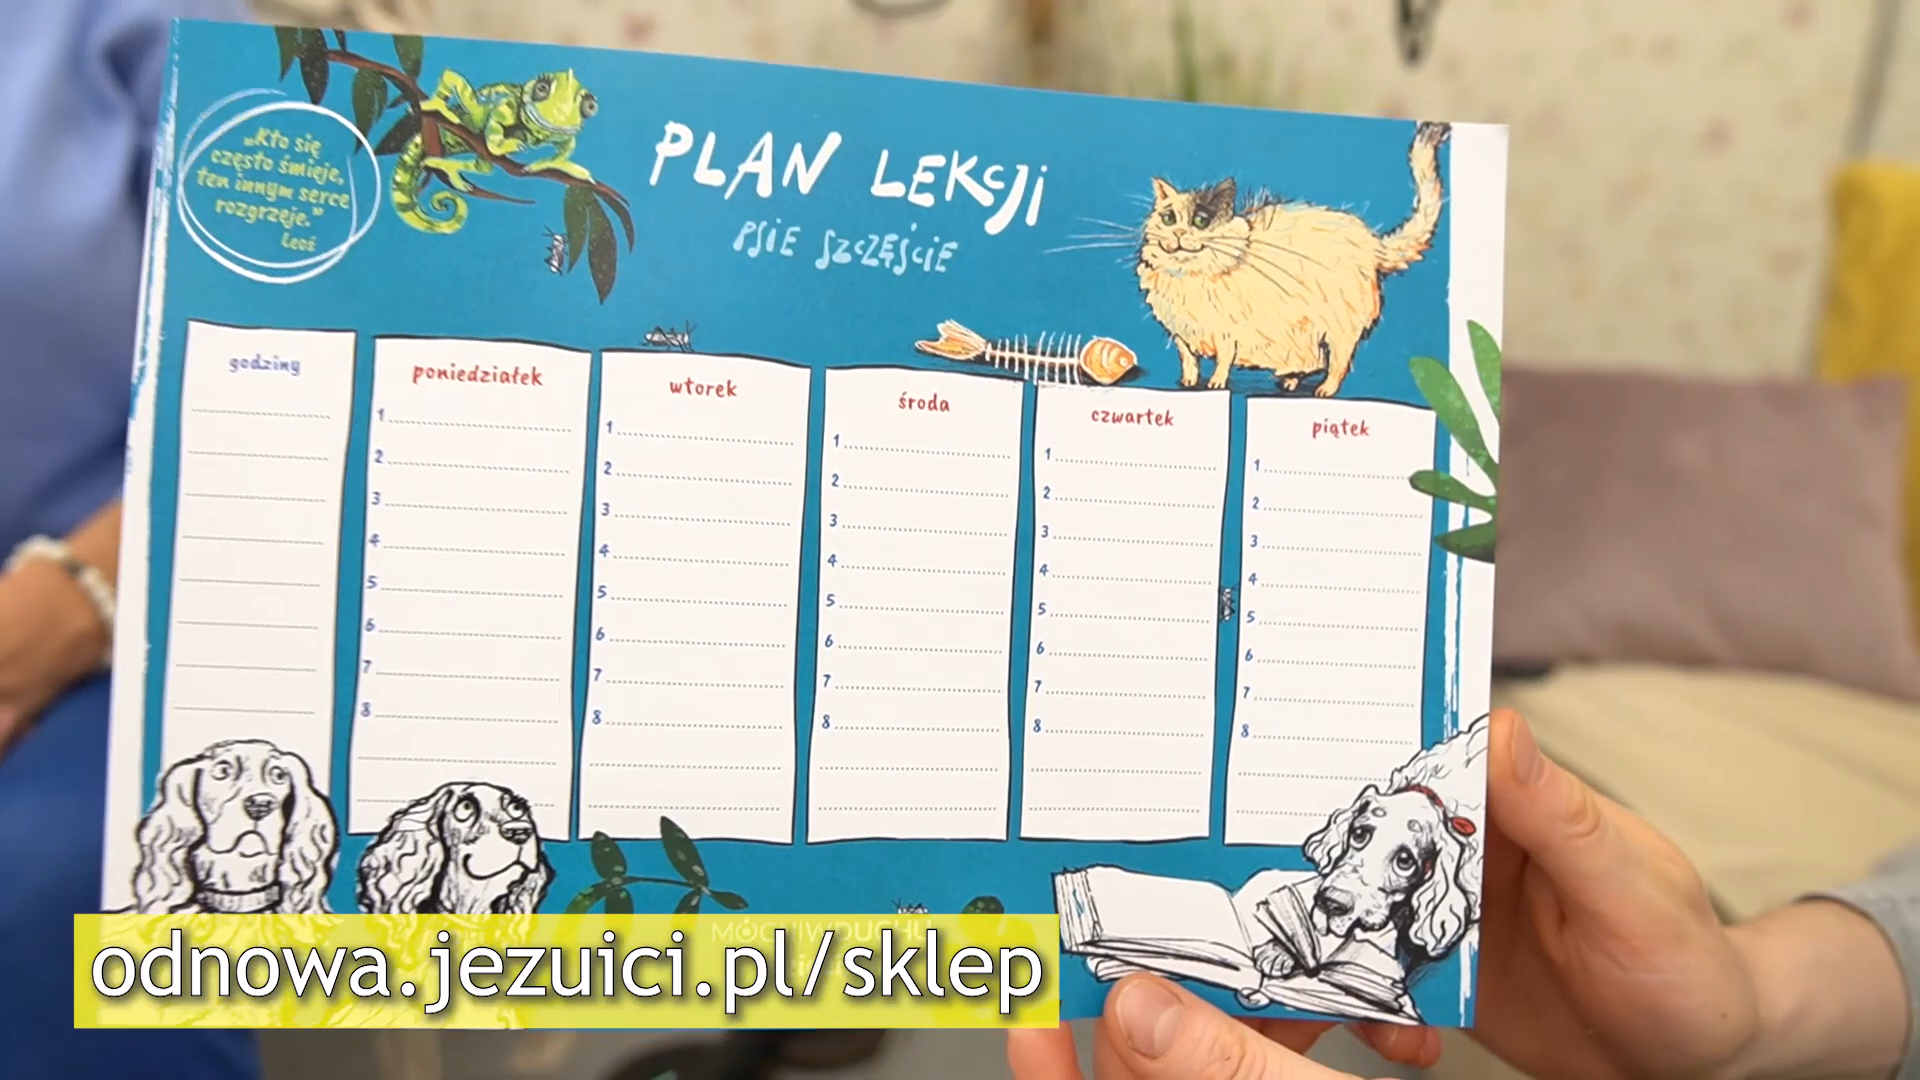 „Kto się
często śmieje,
ten innym serce
rozgrzeje.”
Leoś
PLAN LEKCJI
PSIE SZCZĘŚCIE
godziny
poniedziałek
1
2
3
4
5
6
7
8
wtorek
1
2
3
4
5
6
7
8
środa
1
2
3
4
5
6
7
8
czwartek
1
2
3
4
5
6
7
8
piątek
1
2
3
4
5
6
7
8
MOCNIWDUCHU
odnowa.jezuici.pl/sklep